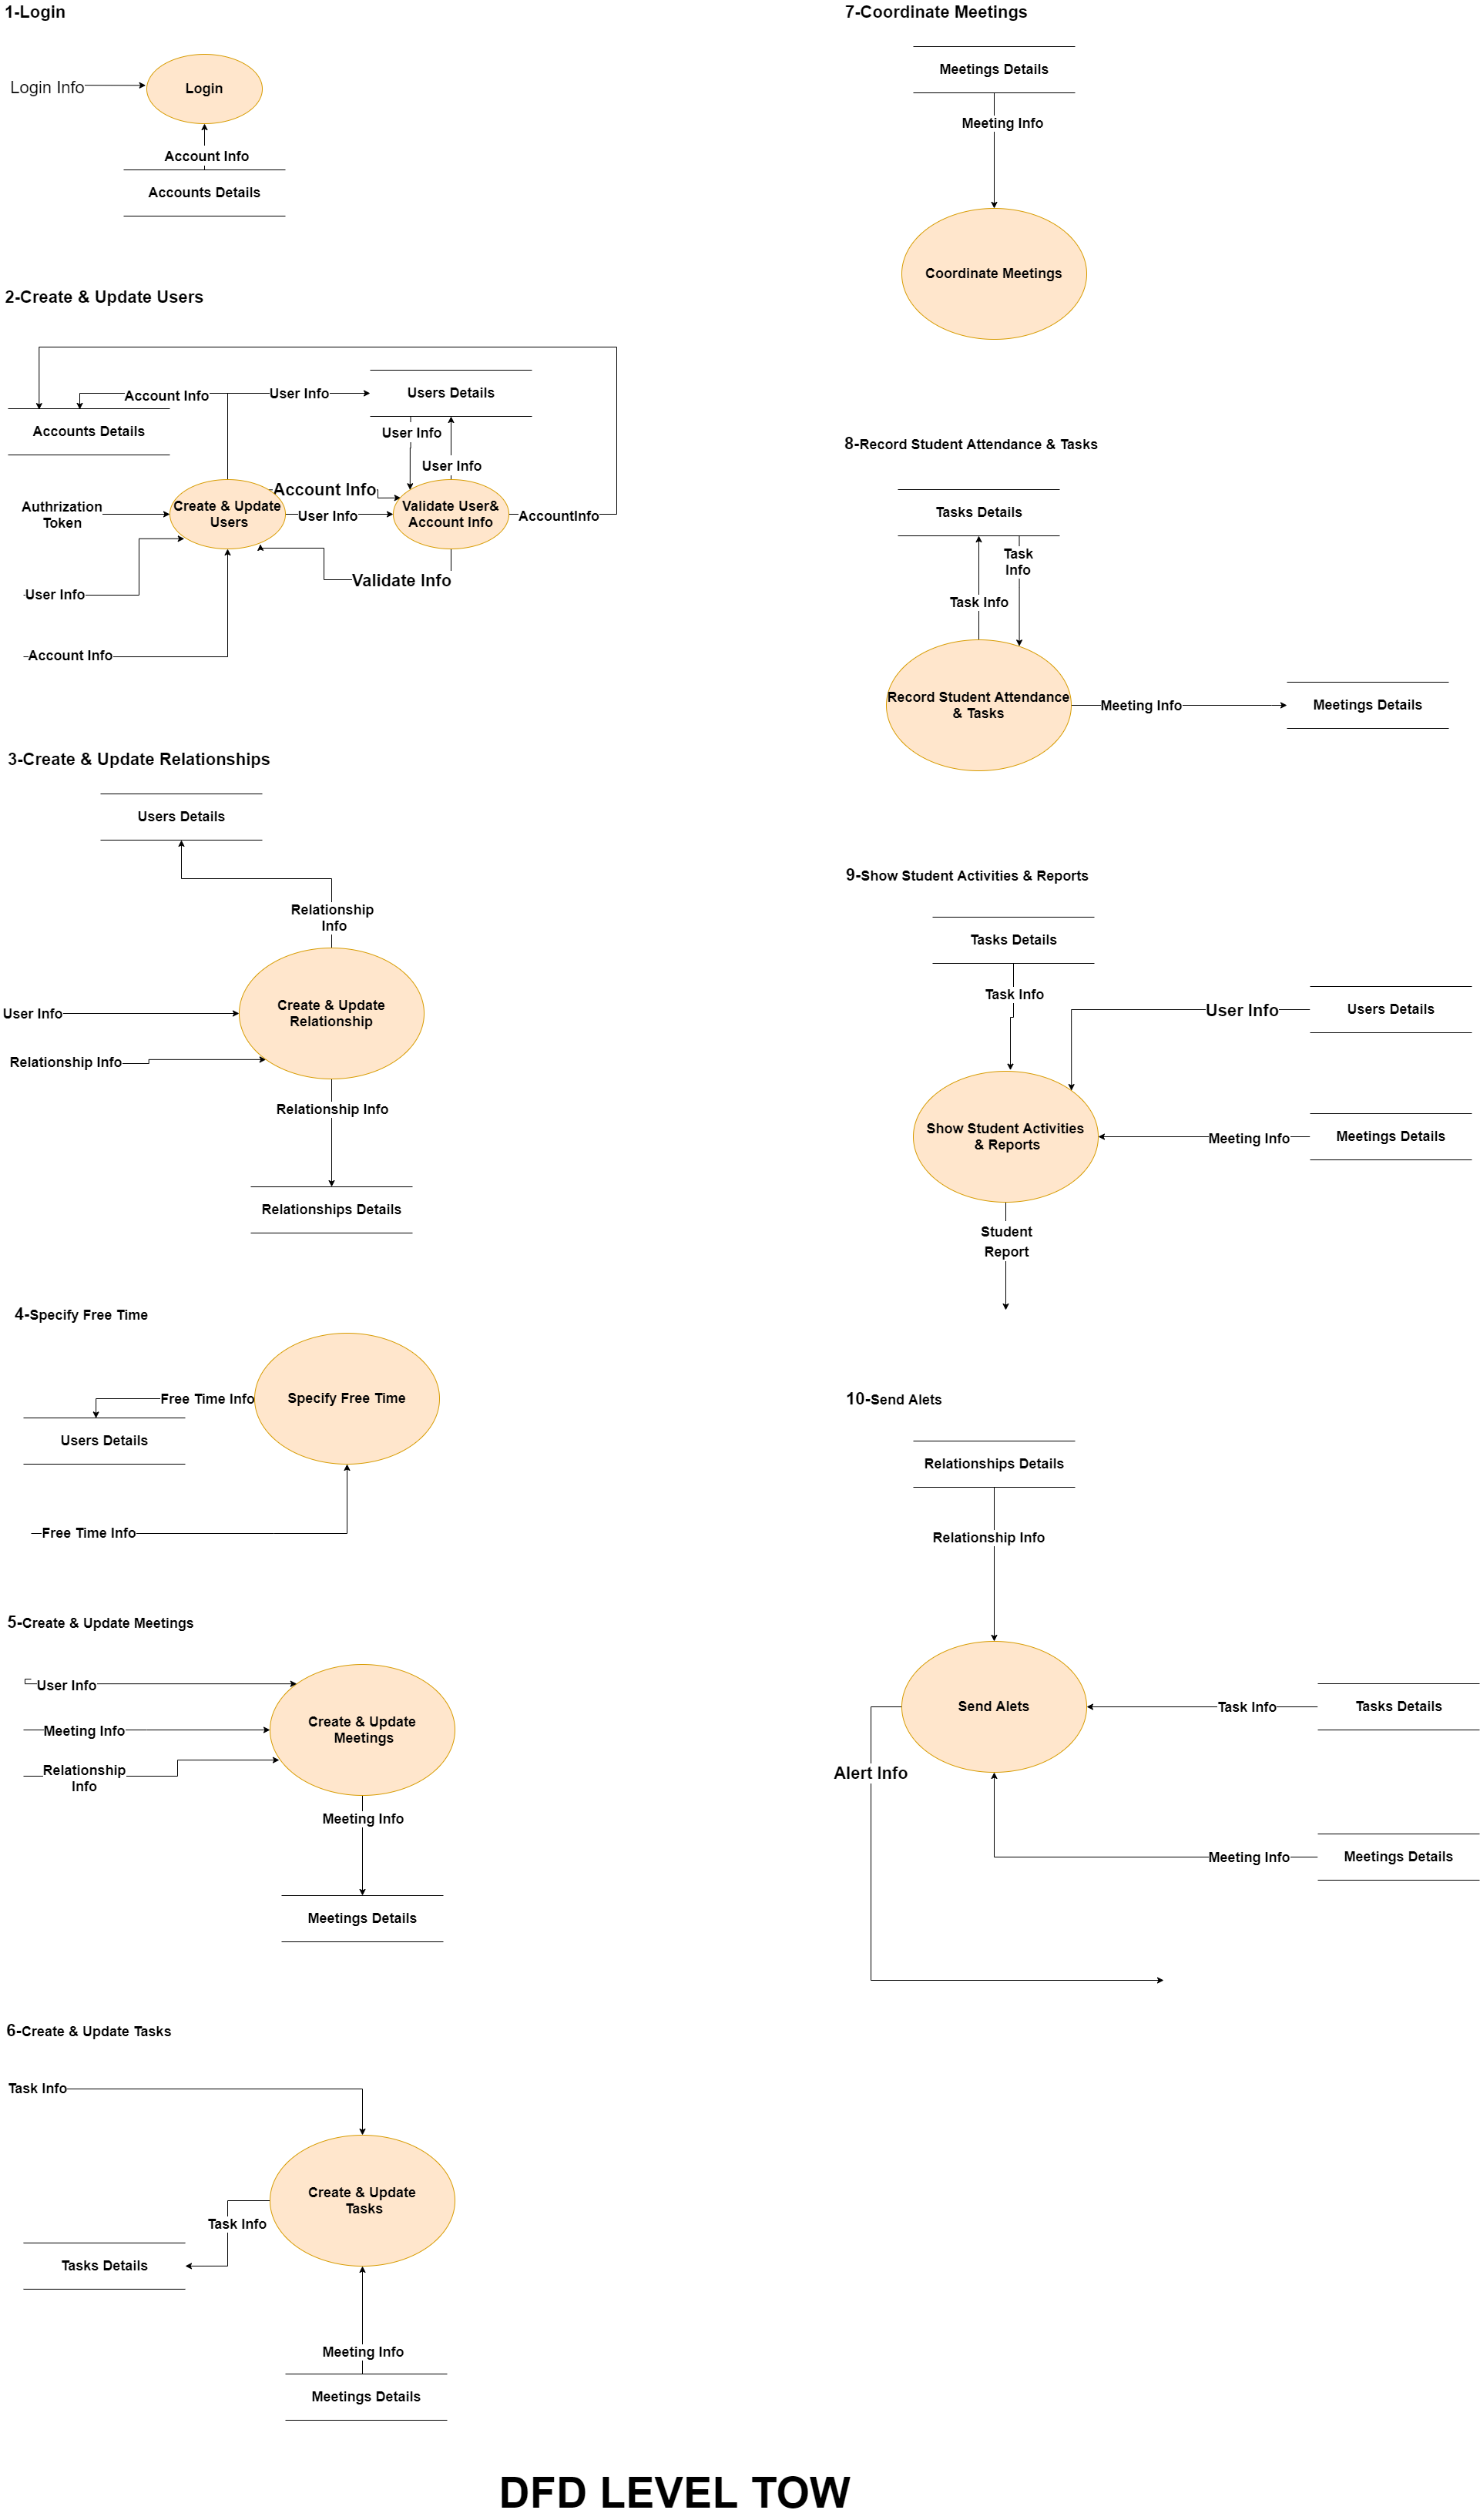 1-Login
Login Info
Login
Account Info
Accounts Details
2-Create & Update Users
Account Info
User Info
Users Details
Accounts Details
User Info
User Info
Authrization
Token
Create & Update
Users
Account Info
User Info
Validate User&
Account Info
AccountInfo
Validate Info
User Info
Account Info
3-Create & Update Relationships
Users Details
Relationship
Info
Create & Update
Relationship
User Info
Relationship Info
Relationship Info
Relationships Details
4-Specify Free Time
Free Time Info
Specify Free Time
Users Details
Free Time Info
5-Create & Update Meetings
User Info
Meeting Info
Relationship
Info
Create & Update
Meetings
Meeting Info
Meetings Details
6-Create & Update Tasks
Task Info
Create & Update
Tasks
Task Info
Tasks Details
Meeting Info
Meetings Details
7-Coordinate Meetings
Meetings Details
Meeting Info
Coordinate Meetings
8-Record Student Attendance & Tasks
Tasks Details
Task
Info
Task Info
Record Student Attendance
& Tasks
Meeting Info
Meetings Details
9-Show Student Activities & Reports
Tasks Details
Task Info
User Info
Users Details
Show Student Activities
& Reports
Meeting Info
Meetings Details
Student
Report
10-Send Alets
Relationships Details
Relationship Info
Send Alets
Task Info
Tasks Details
Alert Info
Meeting Info
Meetings Details
DFD LEVEL TOW